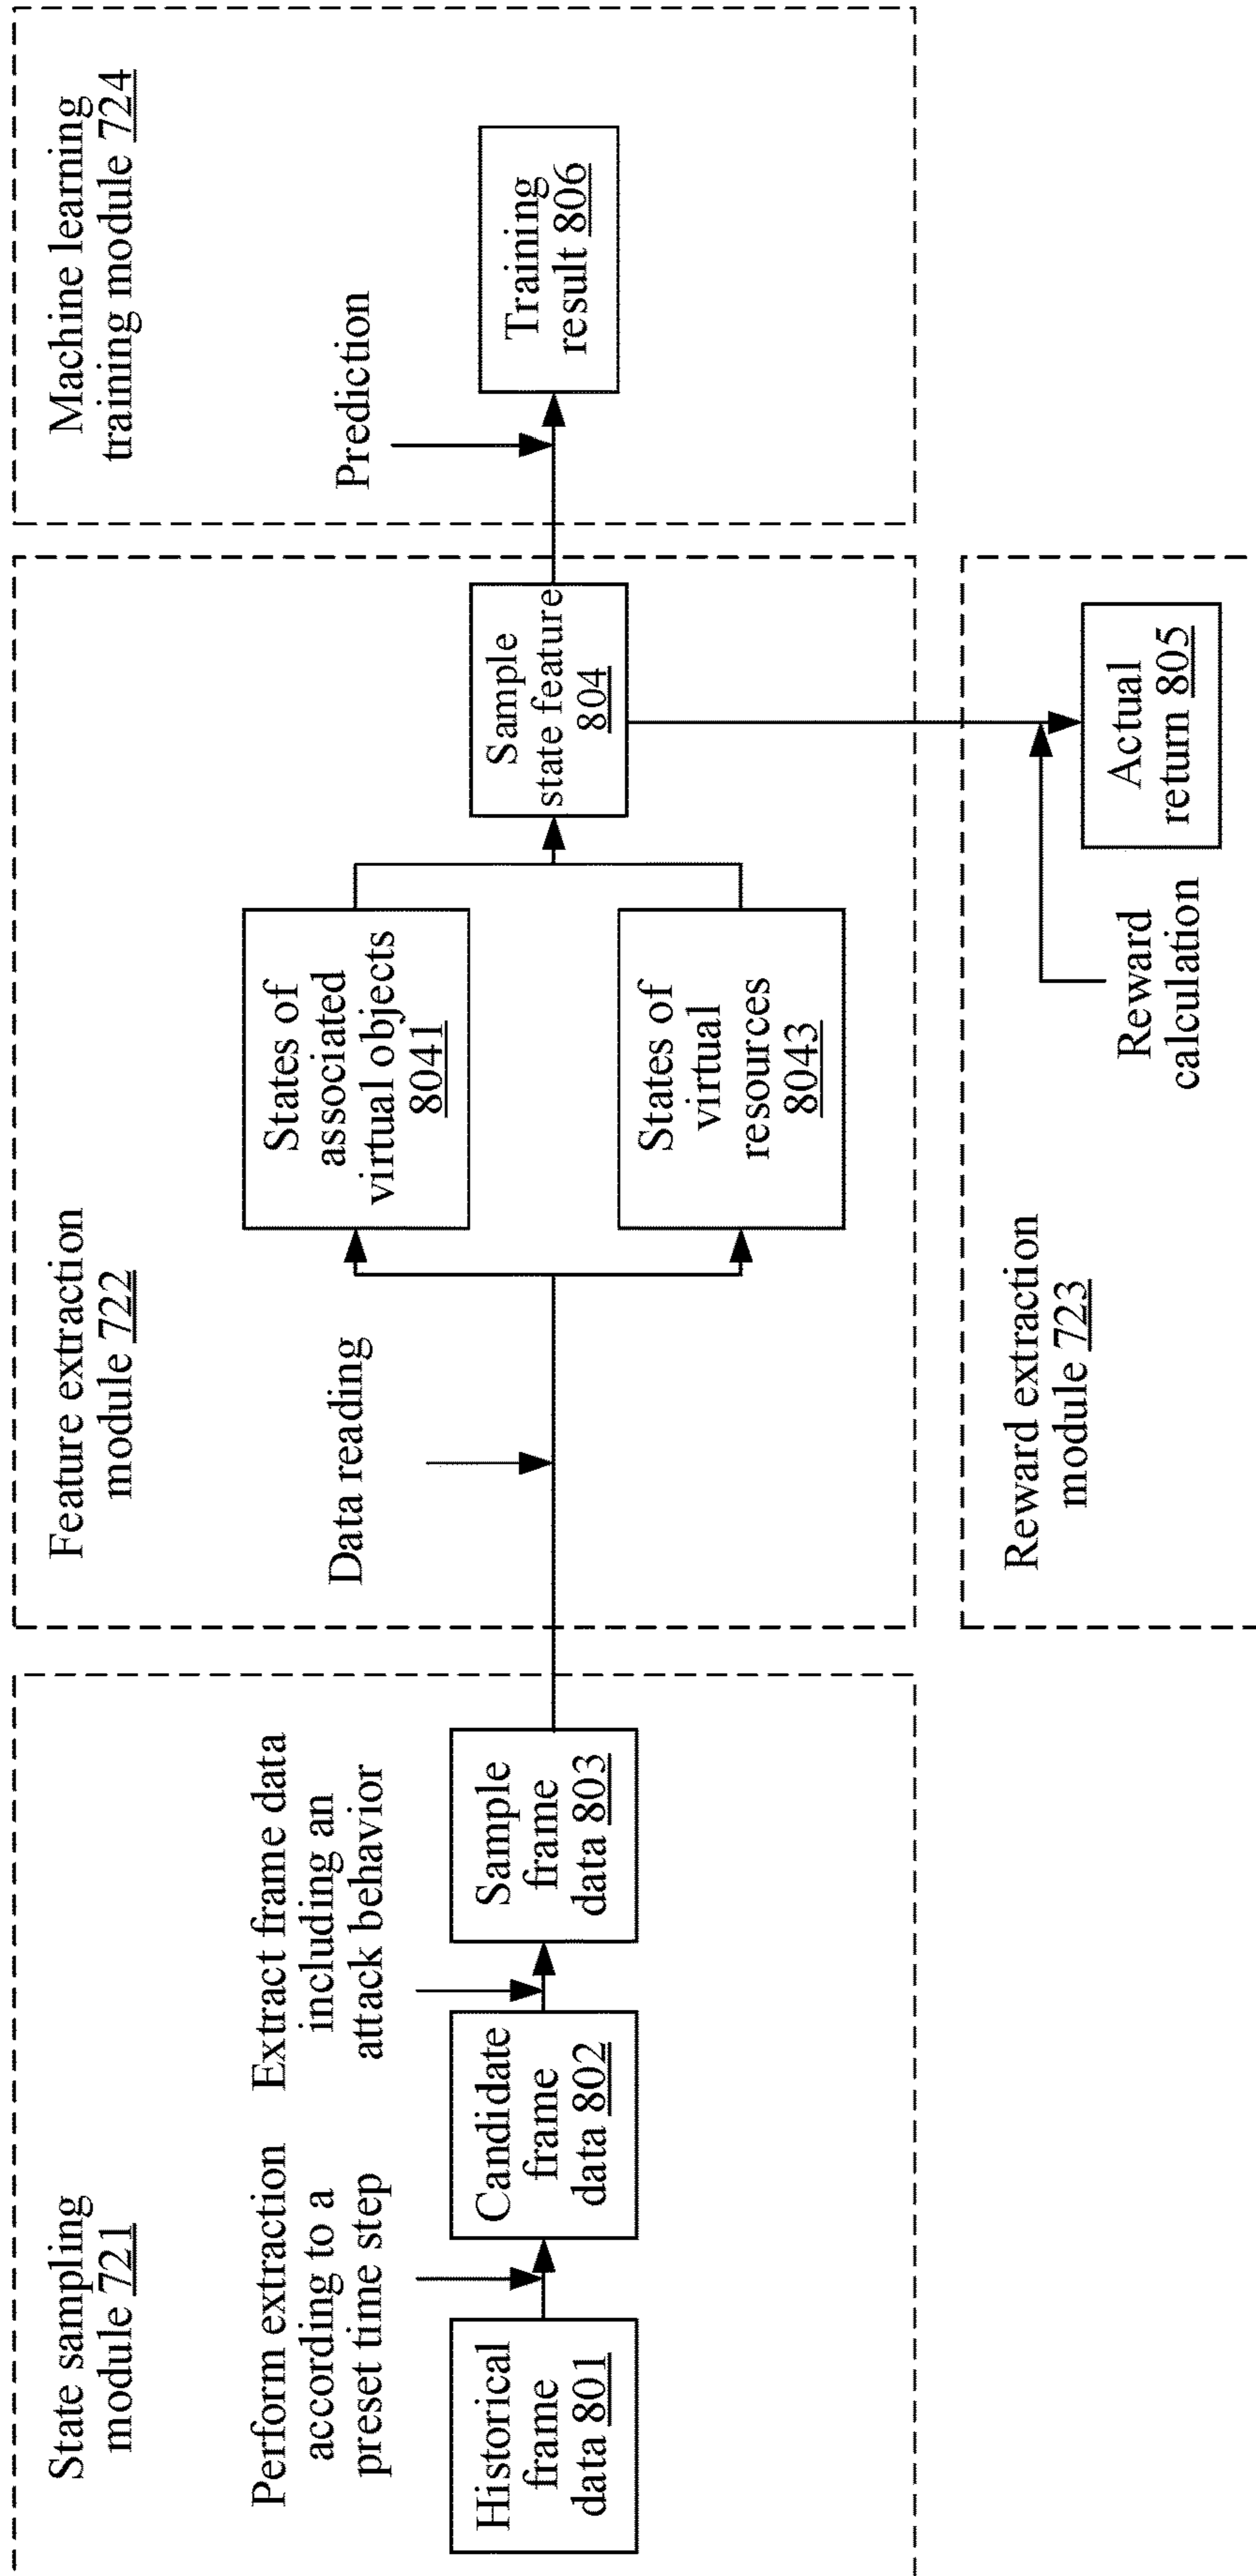 State sampling
module 721
Perform extraction
according to a
preset time step
Extract frame data
including an
attack behavior
Historical
frame
data 801
Candidate
frame
data 802
Sample
frame
data 803
Feature extraction
module 722
Data reading
States of
associated
virtual objects
8041
States of
virtual
resources
8043
Sample
state feature
804
Machine learning
training module 724
Prediction
Training
result 806
Reward extraction
module 723
Reward
calculation
Actual
return 805